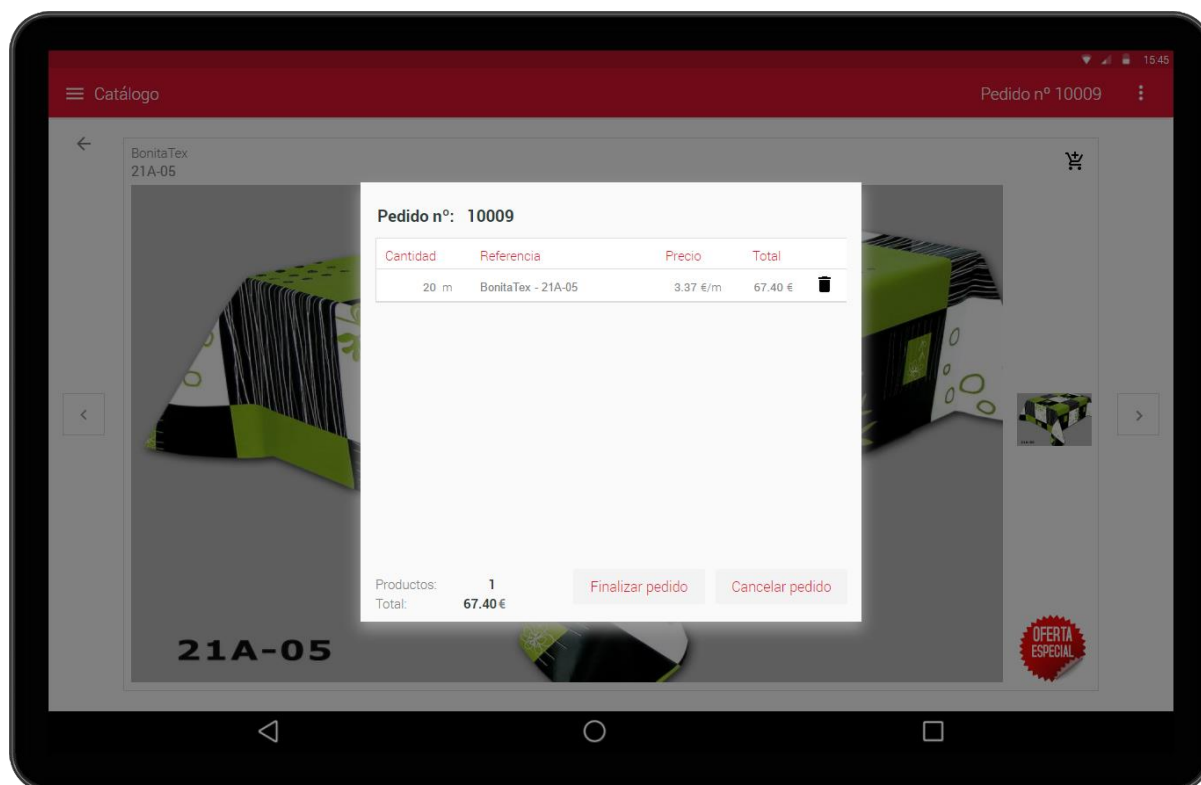 15:45
Catálogo
Pedido nº 10009
BonitaTex
21A-05
Pedido nº: 10009
Cantidad Referencia Precio Total
20 m BonitaTex - 21A-05 3.37 €/m 67.40 €
Productos: 1
Total: 67.40 €
Finalizar pedido Cancelar pedido
21A-05
OFERTA
ESPECIAL